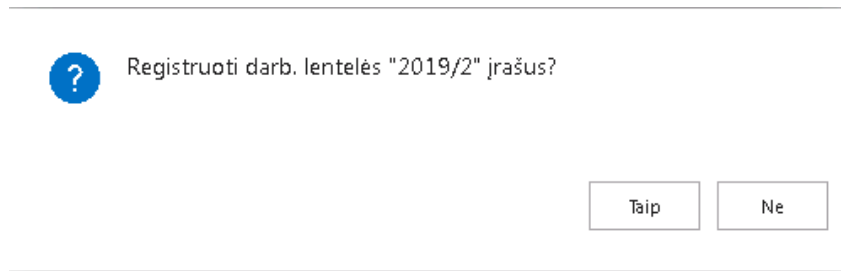 Registruoti darb. lentelės "2019/2" įrašus?
Taip
Ne